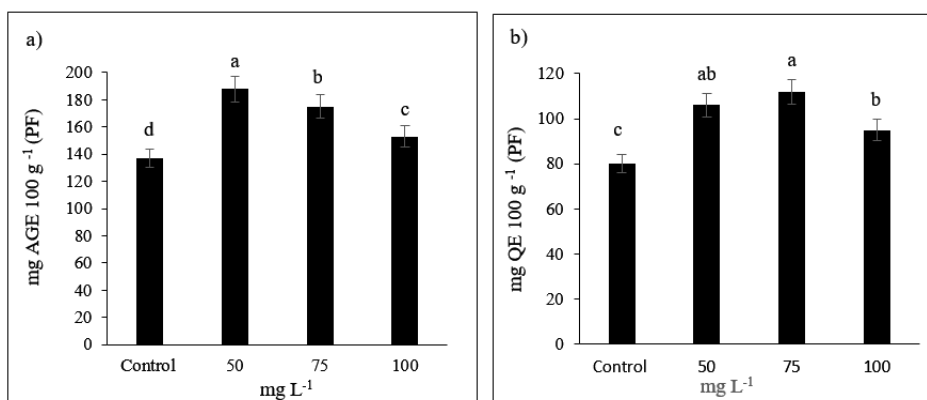 a)
mg AGE 100 g -1 (PF)
200
180
160
140
120
100
80
60
40
20
0
d
a
b
c
Control 50 75 100
mg L-1
b)
mg QE 100 g -1 (PF)
120
100
80
60
40
20
0
c
ab
a
b
Control 50 75 100
mg L-1